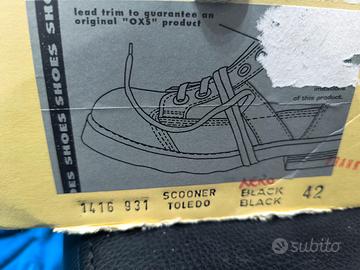 lead trim to guarantee an
original "OXS" product
SHOES SHOES SHOES SHOES
of this product.
1416 931 SCOONER BLACK 42
TOLEDO BLACK
subito